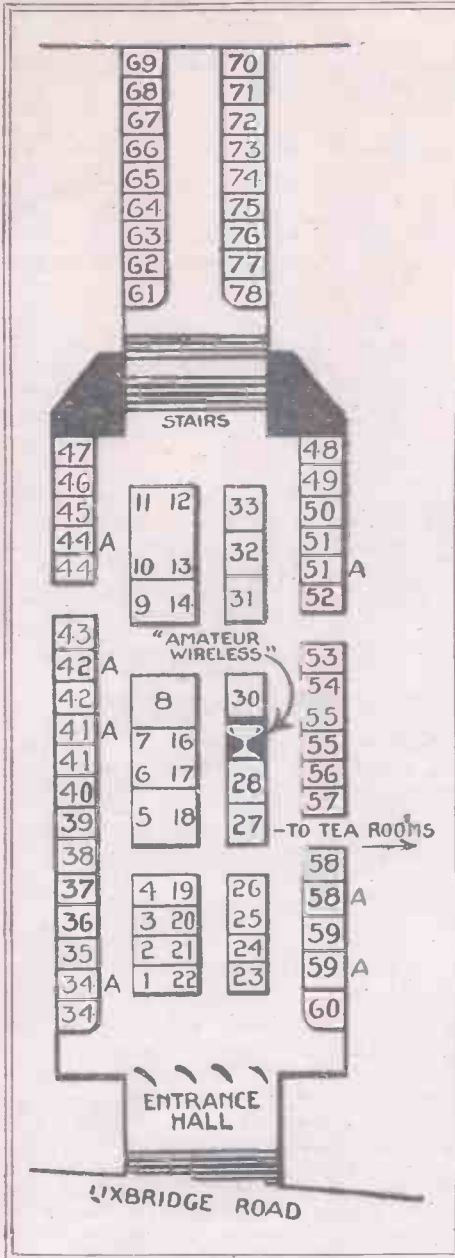 69 70
68 71
67 72
66 73
65 74
64 75
63 76
62 77
61 78
STAIRS
47 48
46 11 12 33 49
45 50
44 A 32 51
44 10 13 51 A
9 14 31 52
43 "AMATEUR 53
42 A WIRELESS" 54
42 8 30 55
41 A 7 16 55
41 6 17 28 56
40 57
39 5 18 27 -TO TEA ROOMS
38 58
37 4 19 26 58 A
36 3 20 25 59
35 2 21 24 59 A
34 A 1 22 23 60
34
ENTRANCE
HALL
UXBRIDGE ROAD